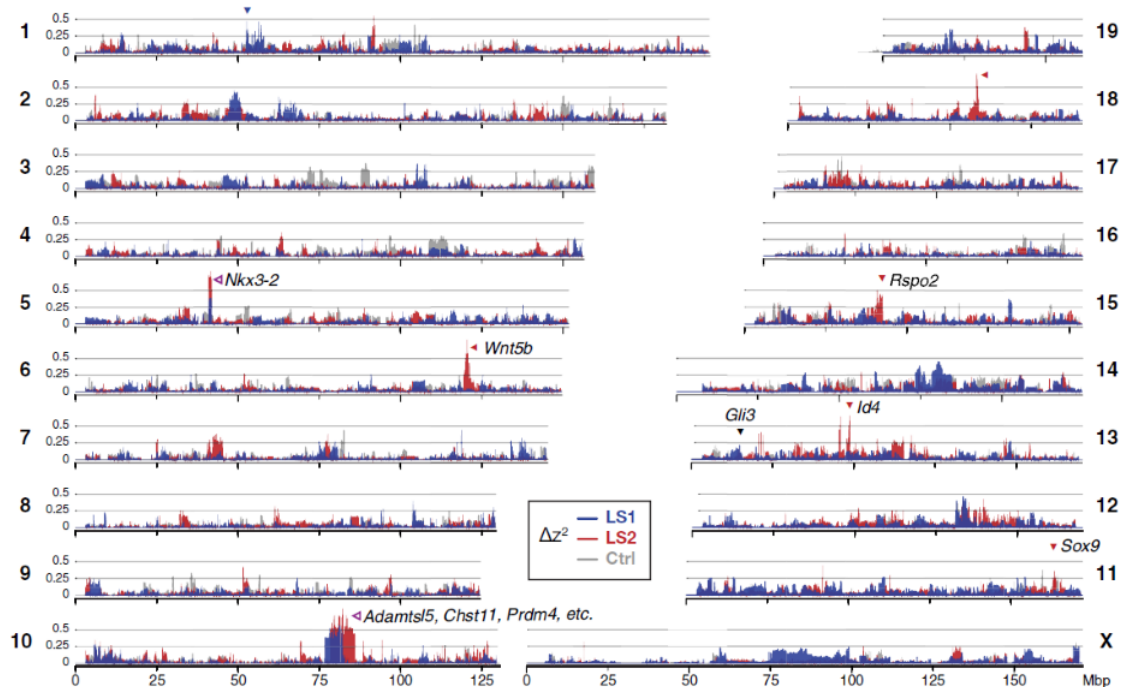 1 0.5 0.25 0 19
2 0.5 0.25 0 18
3 0.5 0.25 0 17
4 0.5 0.25 0 16
5 0.5 0.25 0 Nkx3-2 Rspo2 15
6 0.5 0.25 0 Wnt5b 14
7 0.5 0.25 0 Gli3 Id4 13
8 0.5 0.25 0 12
Δz² LS1
LS2
Ctrl
9 0.5 0.25 0 Sox9 11
10 0.5 0.25 0 Adamtsl5, Chst11, Prdm4, etc. X
0 25 50 75 100 125 0 25 50 75 100 125 150 Mbp